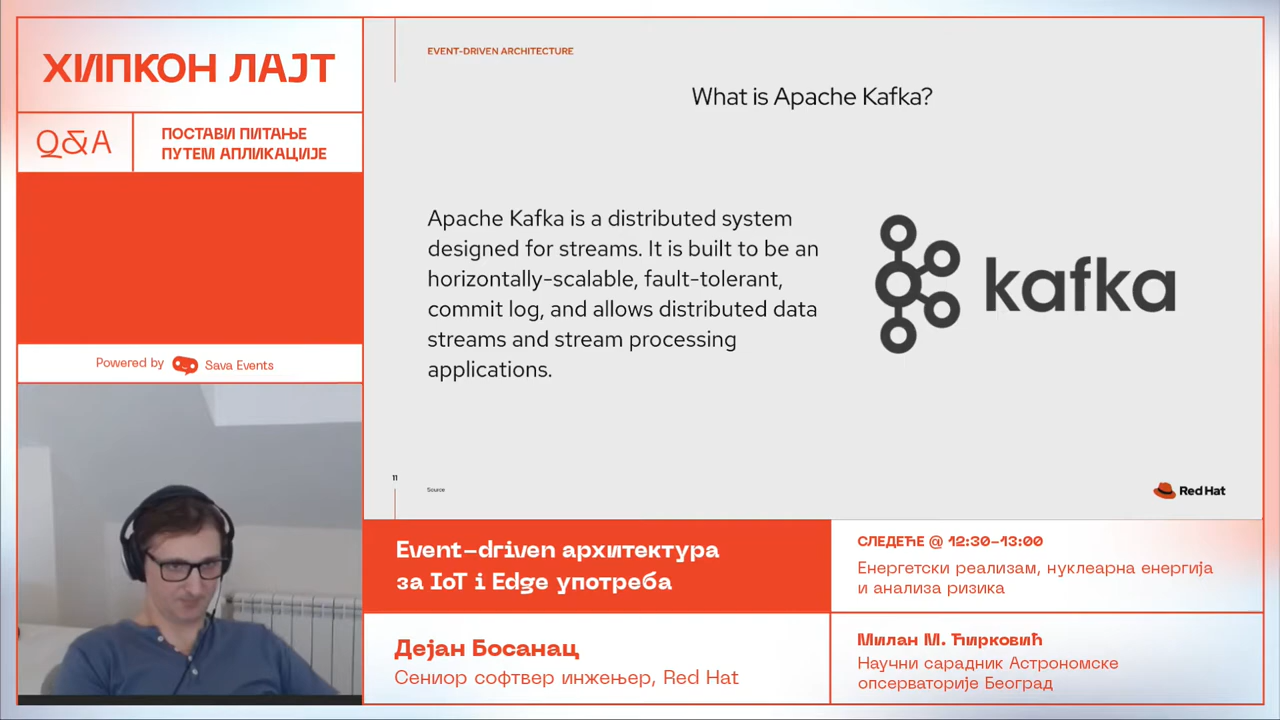 ХИПКОН ЛАЈТ
Q&A
ПОСТАВИ ПИТАЊЕ
ПУТЕМ АПЛИКАЦИЈЕ
Powered by Sava Events
EVENT-DRIVEN ARCHITECTURE
What is Apache Kafka?
Apache Kafka is a distributed system
designed for streams. It is built to be an
horizontally-scalable, fault-tolerant,
commit log, and allows distributed data
streams and stream processing
applications.
kafka
11
Source
Red Hat
Event-driven архитектура
за IoT i Edge употреба
Дејан Босанац
Сениор софтвер инжењер, Red Hat
СЛЕДЕЋЕ @ 12:30-13:00
Енергетски реализам, нуклеарна енергија
и анализа ризика
Милан М. Ћирковић
Научни сарадник Астрономске
опсерваторије Београд